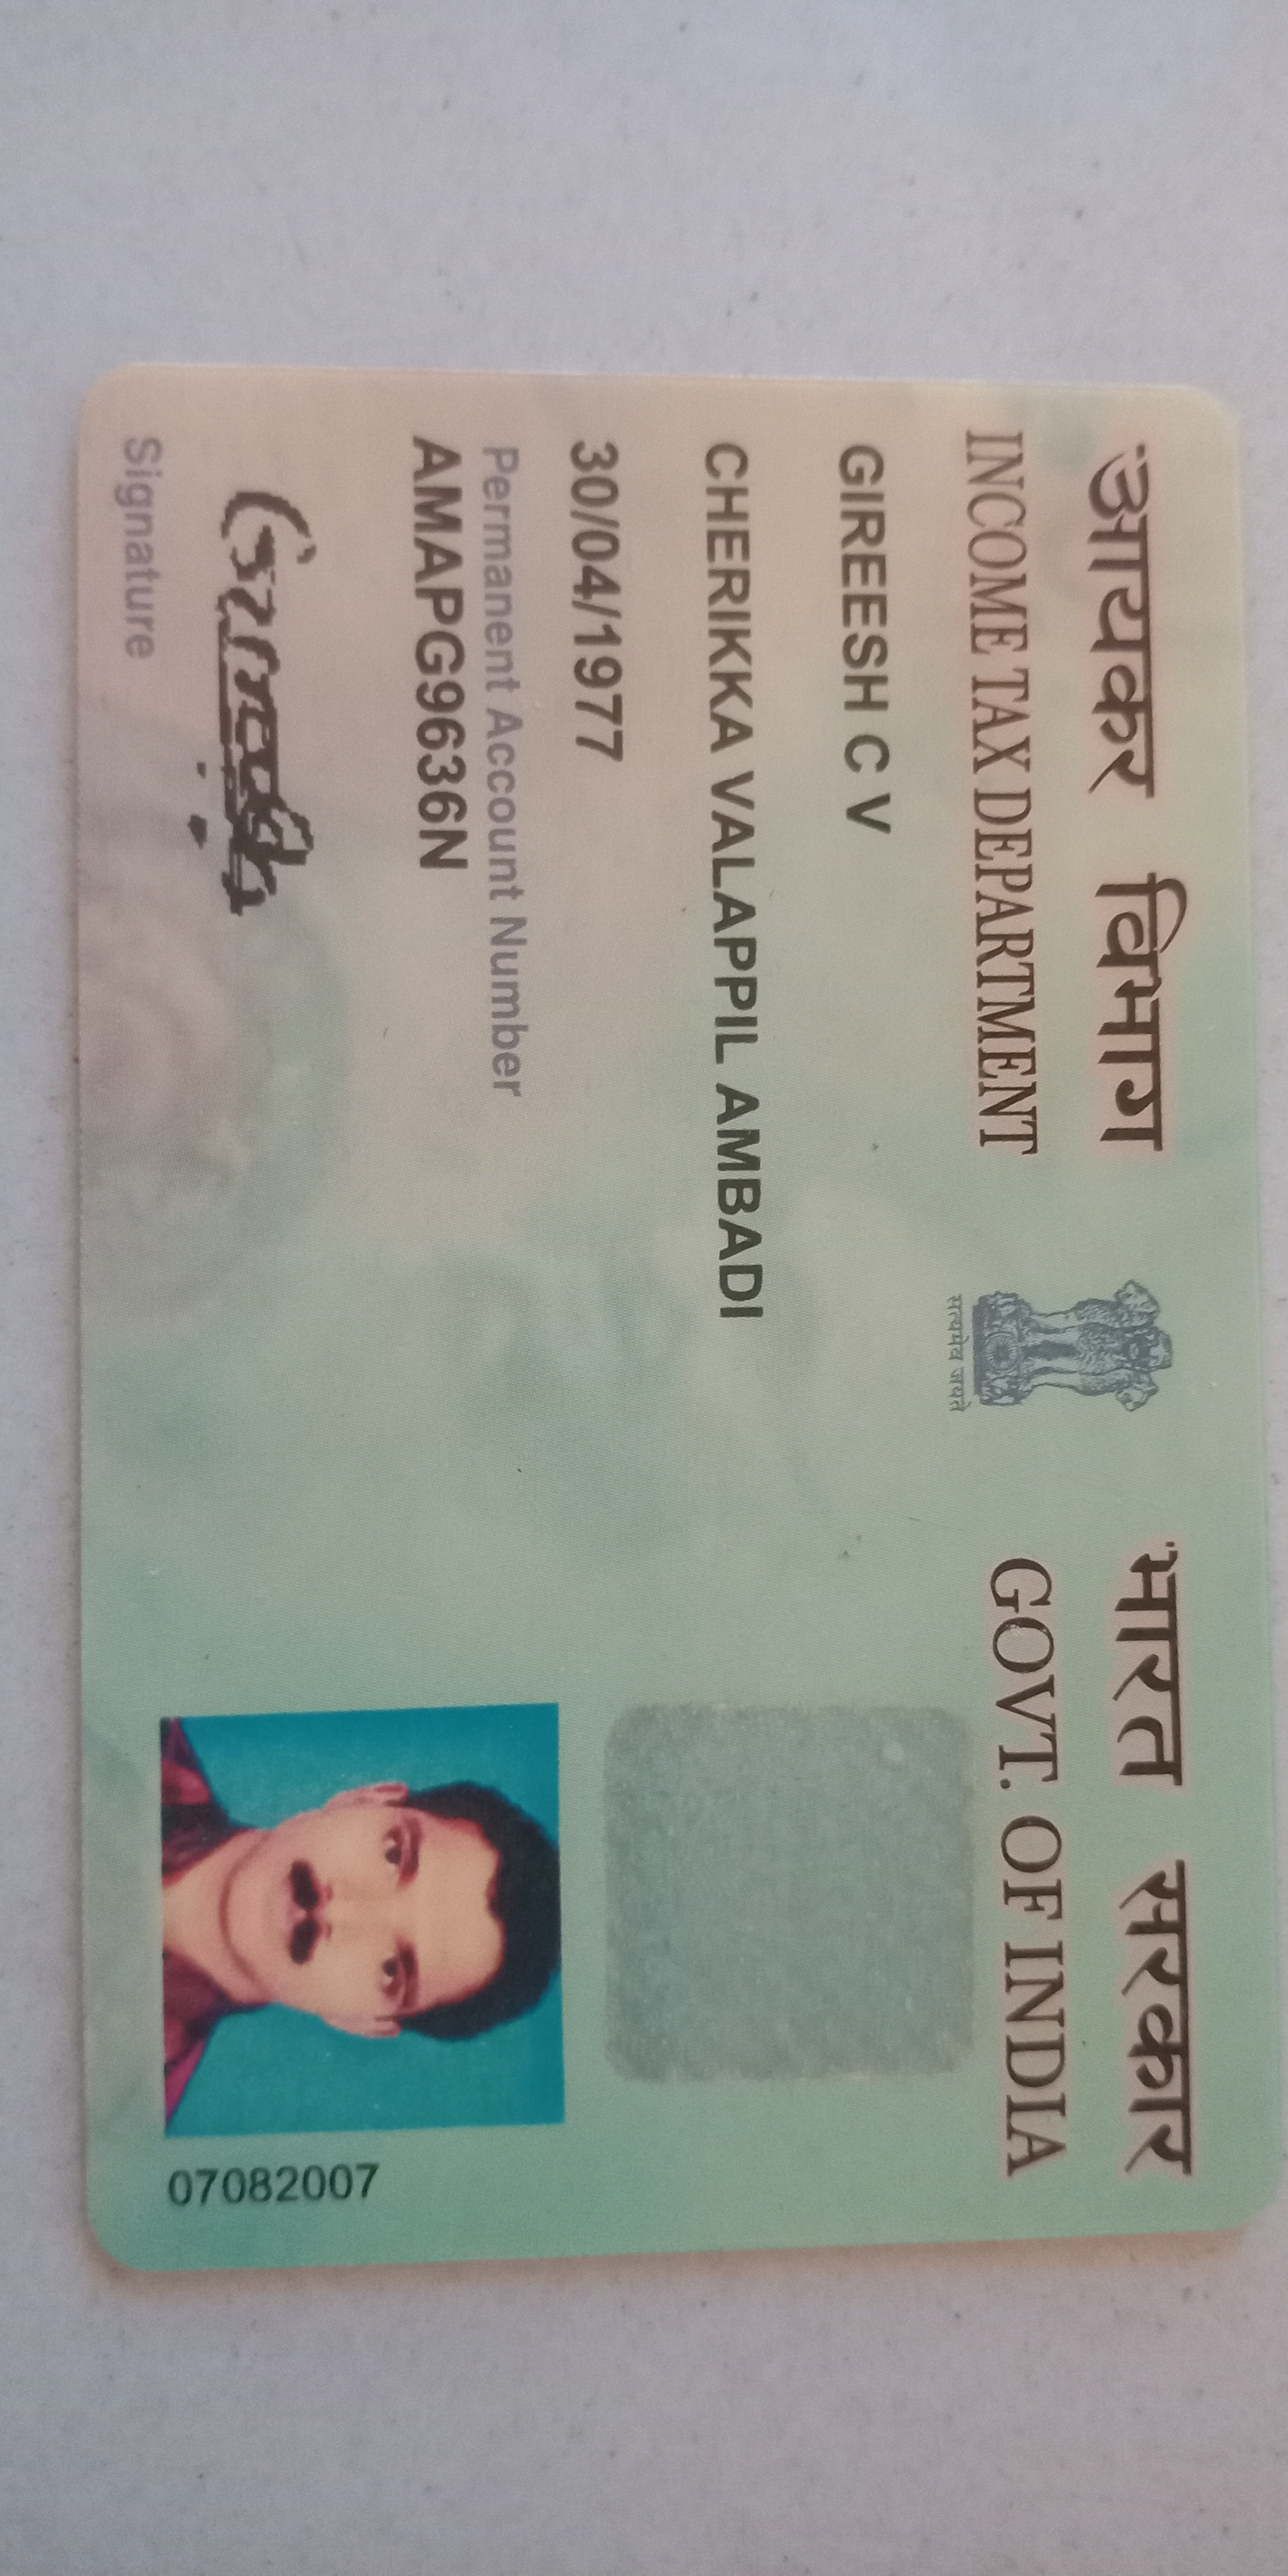 आयकर विभाग
INCOME TAX DEPARTMENT
सत्यमेव जयते
भारत सरकार
GOVT. OF INDIA
GIREESH C V
CHERIKKA VALAPPIL AMBADI
30/04/1977
Permanent Account Number
AMAPG9636N
Signature
07082007